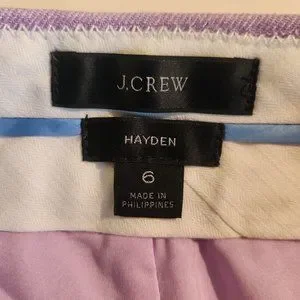 J.CREW
HAYDEN
6
MADE IN
PHILIPPINES